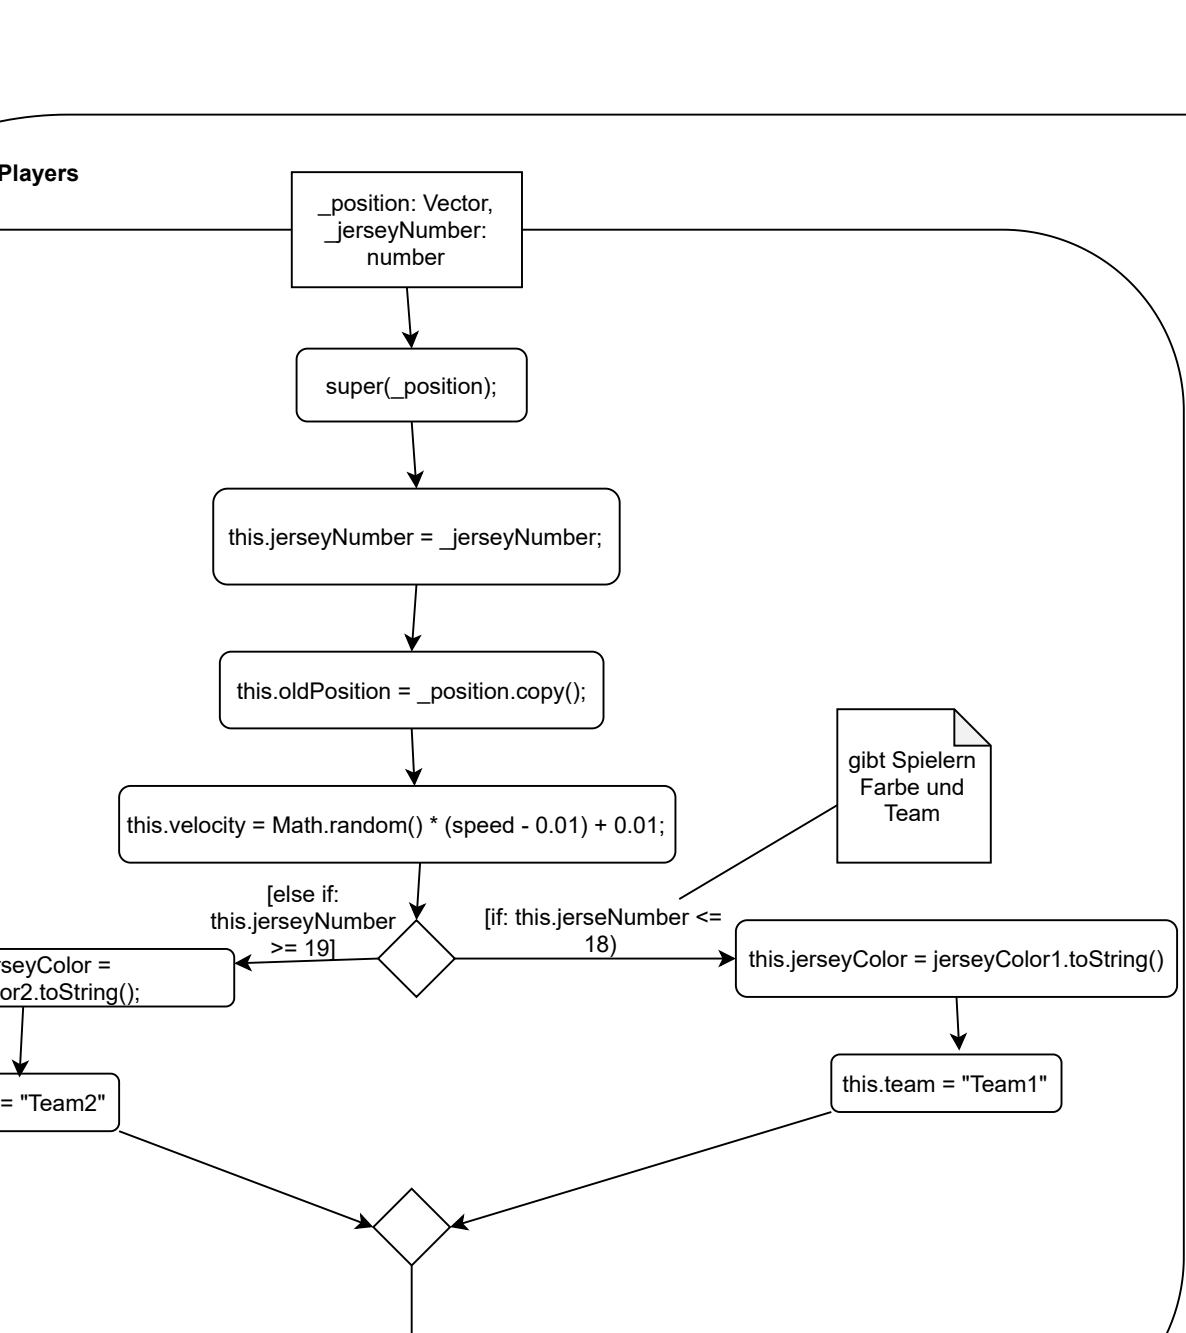 Players
_position: Vector,
_jerseyNumber:
number
super(_position);
this.jerseyNumber = _jerseyNumber;
this.oldPosition = _position.copy();
gibt Spielern
Farbe und
Team
this.velocity = Math.random() * (speed - 0.01) + 0.01;
[else if:
this.jerseyNumber
>= 19]
[if: this.jerseNumber <=
18)
rseyColor =
or2.toString();
this.jerseyColor = jerseyColor1.toString()
= "Team2"
this.team = "Team1"